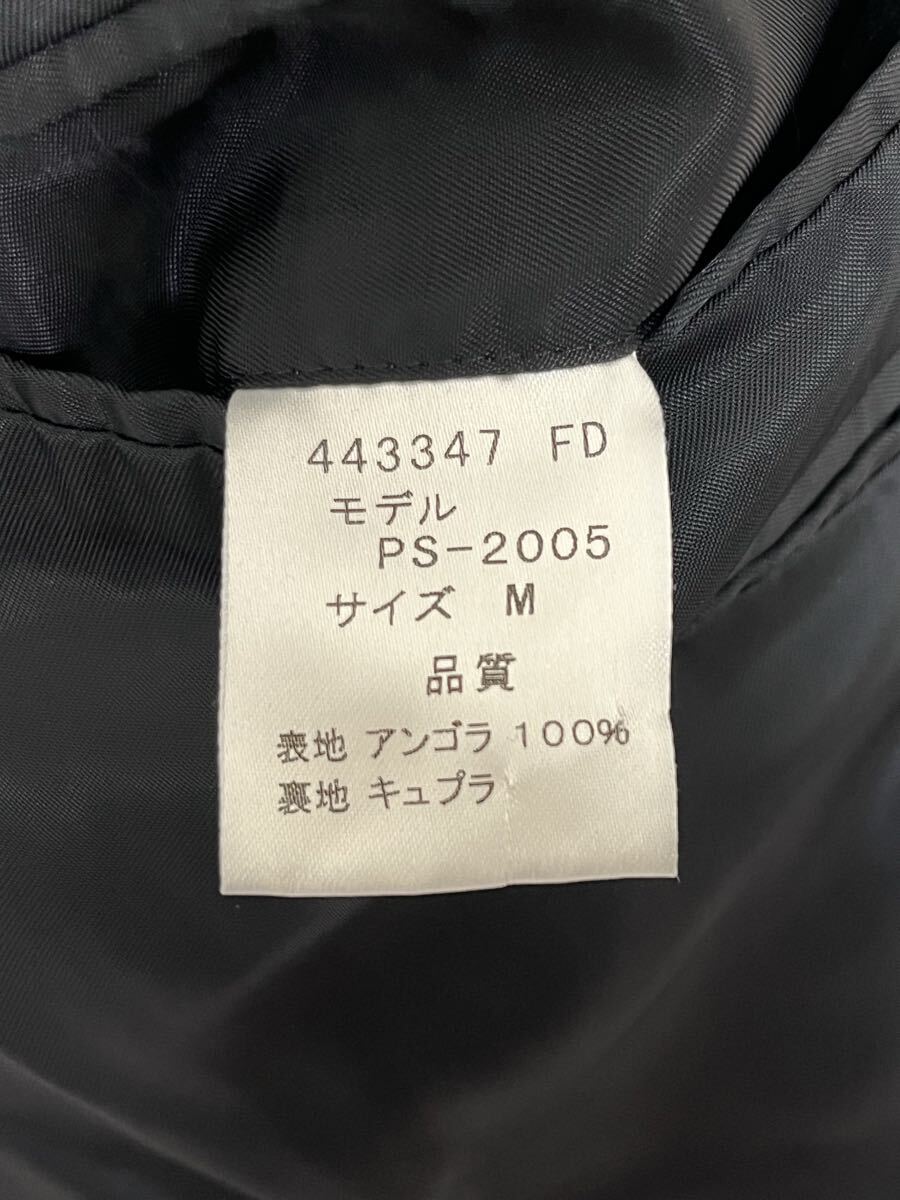 443347 FD
モデル
PS-2005
サイズ M
品質
表地 アンゴラ 100%
裏地 キュプラ